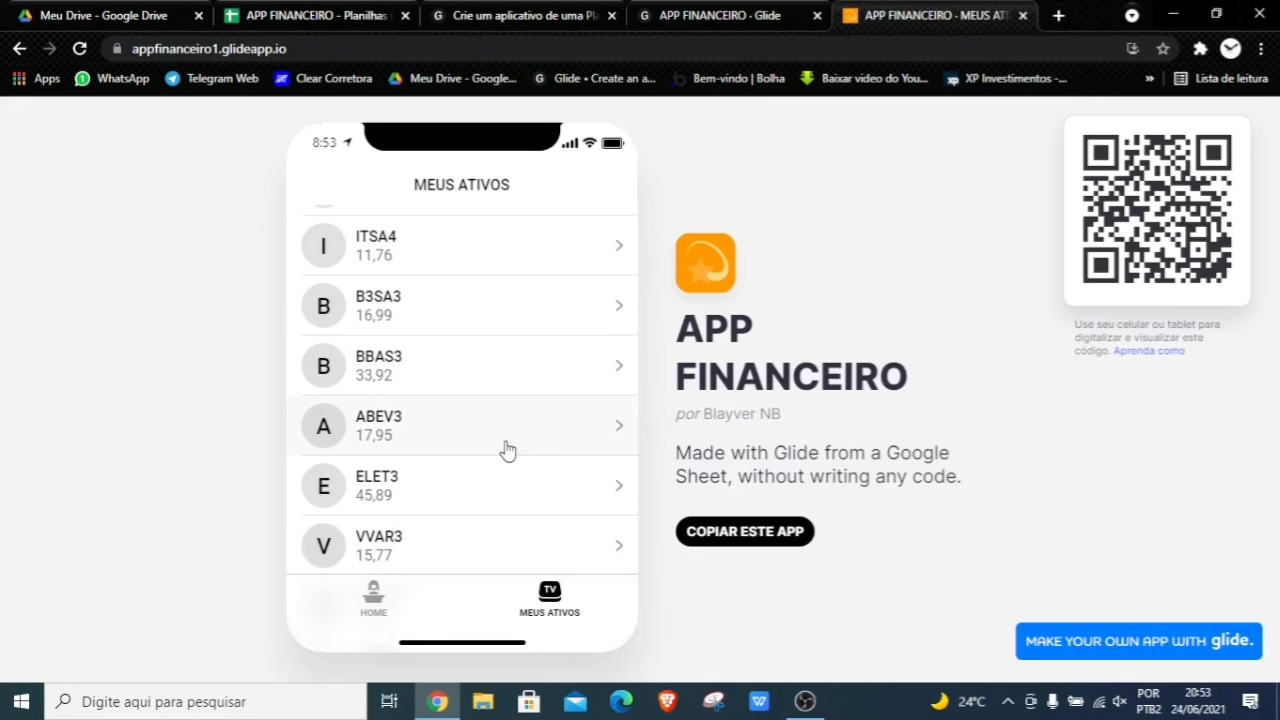 Meu Drive - Google Drive
APP FINANCEIRO - Planilhas
Crie um aplicativo de uma Pl
APP FINANCEIRO - Glide
APP FINANCEIRO - MEUS AT
appfinanceiro1.glideapp.io
Apps
WhatsApp
Telegram Web
Clear Corretora
Meu Drive - Google...
Glide • Create an a...
Bem-vindo | Bolha
Baixar video do You...
XP Investimentos -...
»
Lista de leitura
8:53
MEUS ATIVOS
I
ITSA4
11,76
B
B3SA3
16,99
B
BBAS3
33,92
A
ABEV3
17,95
E
ELET3
45,89
V
VVAR3
15,77
HOME
TV
MEUS ATIVOS
APP
FINANCEIRO
por Blayver NB
Made with Glide from a Google
Sheet, without writing any code.
COPIAR ESTE APP
Use seu celular ou tablet para
digitalizar e visualizar este
código. Aprenda como
MAKE YOUR OWN APP WITH glide.
Digite aqui para pesquisar
24°C
POR
PTB2
20:53
24/06/2021